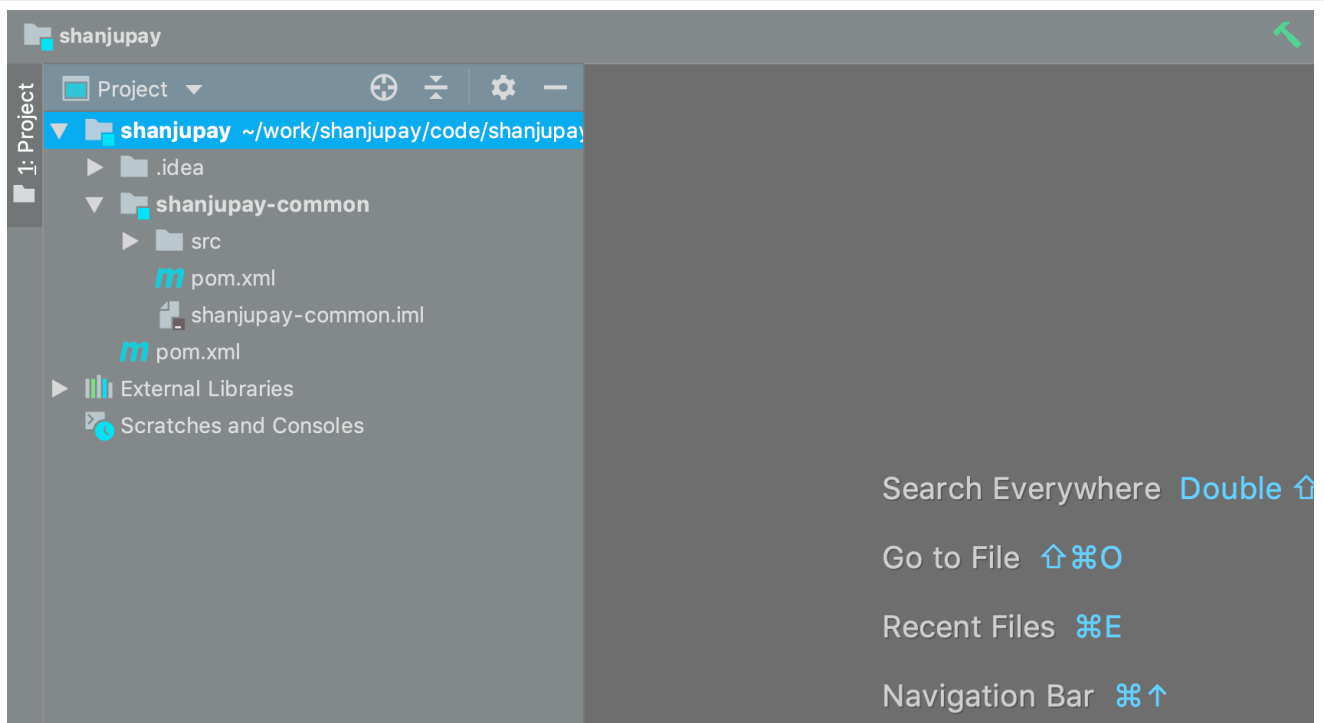 shanjupay
1: Project
Project
shanjupay ~/work/shanjupay/code/shanjupay
.idea
shanjupay-common
src
pom.xml
shanjupay-common.iml
pom.xml
External Libraries
Scratches and Consoles
Search Everywhere Double ⇧
Go to File ⇧⌘O
Recent Files ⌘E
Navigation Bar ⌘↑